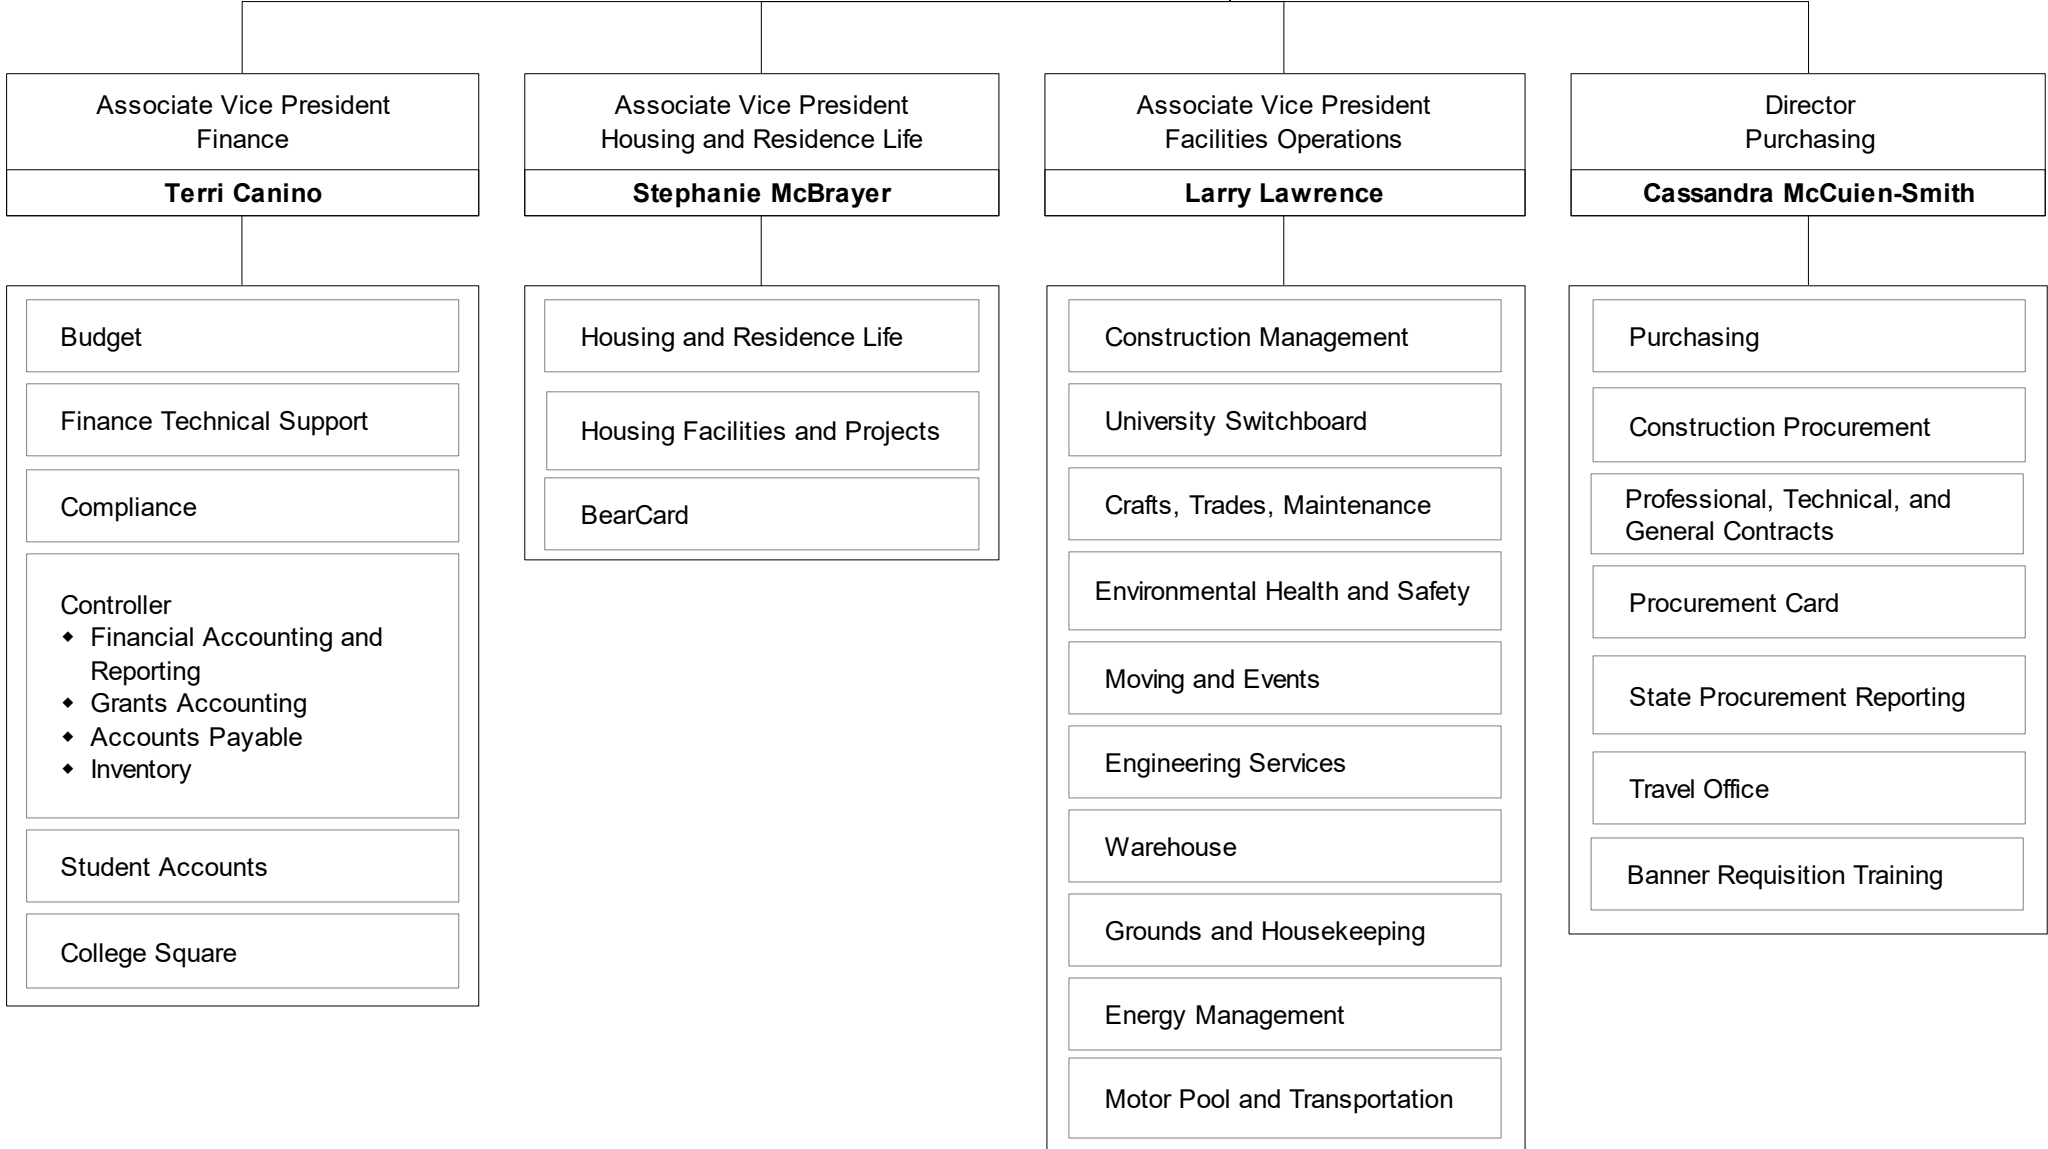 Associate Vice President
Finance
Terri Canino
Budget
Finance Technical Support
Compliance
Controller
◆ Financial Accounting and
Reporting
◆ Grants Accounting
◆ Accounts Payable
◆ Inventory
Student Accounts
College Square
Associate Vice President
Housing and Residence Life
Stephanie McBrayer
Housing and Residence Life
Housing Facilities and Projects
BearCard
Associate Vice President
Facilities Operations
Larry Lawrence
Construction Management
University Switchboard
Crafts, Trades, Maintenance
Environmental Health and Safety
Moving and Events
Engineering Services
Warehouse
Grounds and Housekeeping
Energy Management
Motor Pool and Transportation
Director
Purchasing
Cassandra McCuien-Smith
Purchasing
Construction Procurement
Professional, Technical, and
General Contracts
Procurement Card
State Procurement Reporting
Travel Office
Banner Requisition Training